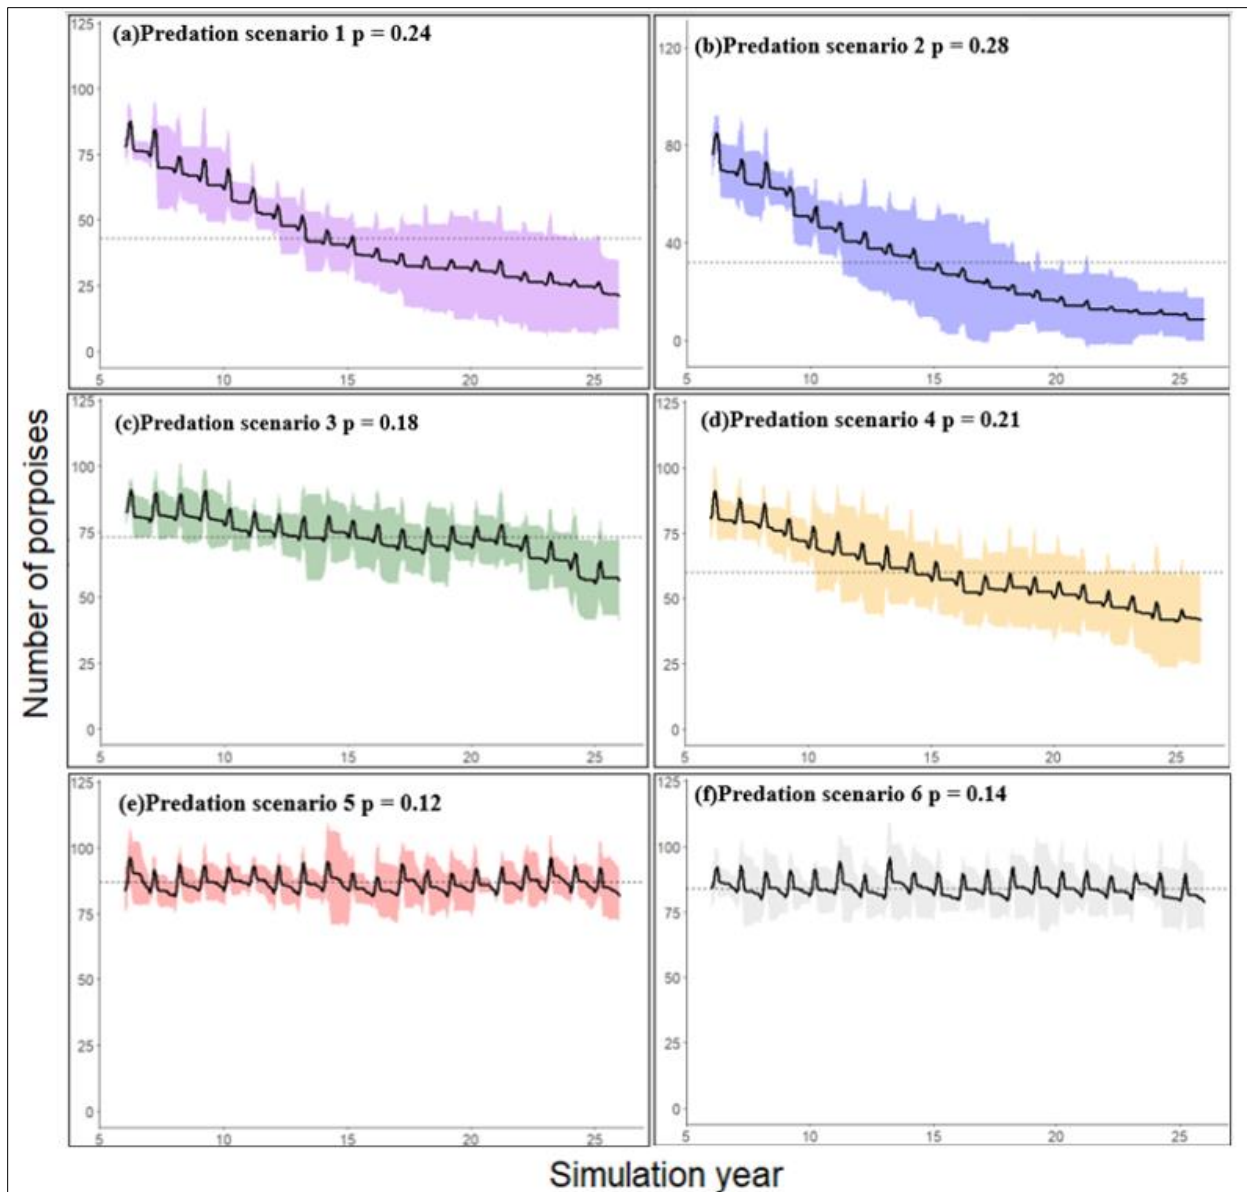 (a)Predation scenario 1 p = 0.24
125
100
75
50
25
0
5 10 15 20 25
(b)Predation scenario 2 p = 0.28
120
80
40
0
5 10 15 20 25
(c)Predation scenario 3 p = 0.18
125
100
75
50
25
0
5 10 15 20 25
(d)Predation scenario 4 p = 0.21
125
100
75
50
25
0
5 10 15 20 25
(e)Predation scenario 5 p = 0.12
125
100
75
50
25
0
5 10 15 20 25
(f)Predation scenario 6 p = 0.14
125
100
75
50
25
0
5 10 15 20 25
Number of porpoises
Simulation year